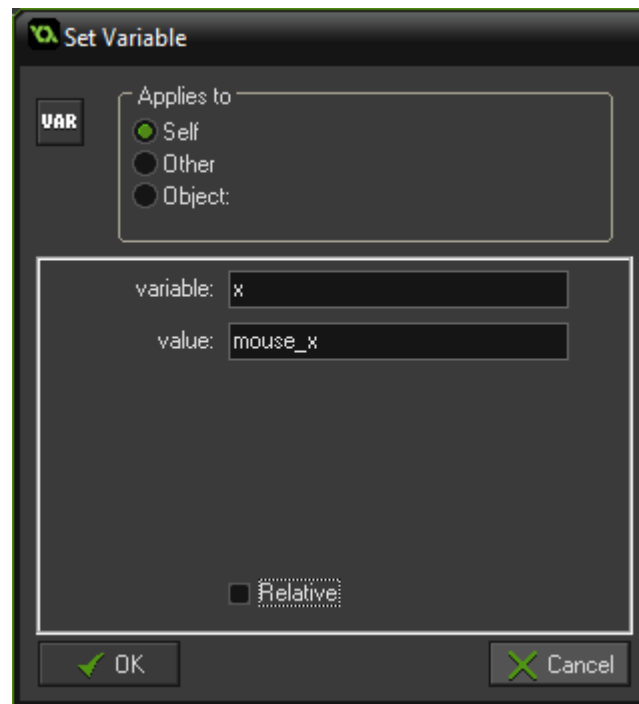 Set Variable
VAR
Applies to
Self
Other
Object:
variable: x
value: mouse_x
Relative
OK
Cancel